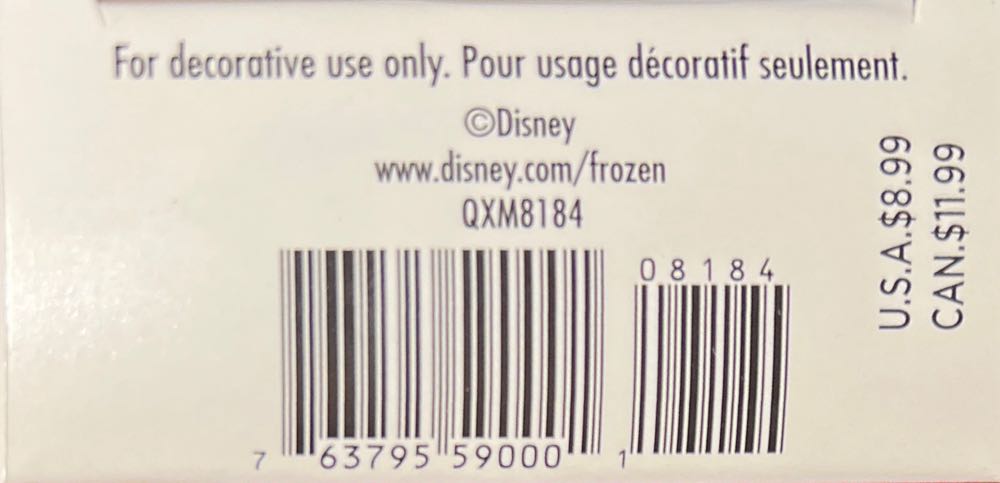 For decorative use only. Pour usage décoratif seulement.
©Disney
www.disney.com/frozen
QXM8184
U.S.A.$8.99
CAN.$11.99
08184
7 63795 59000 1